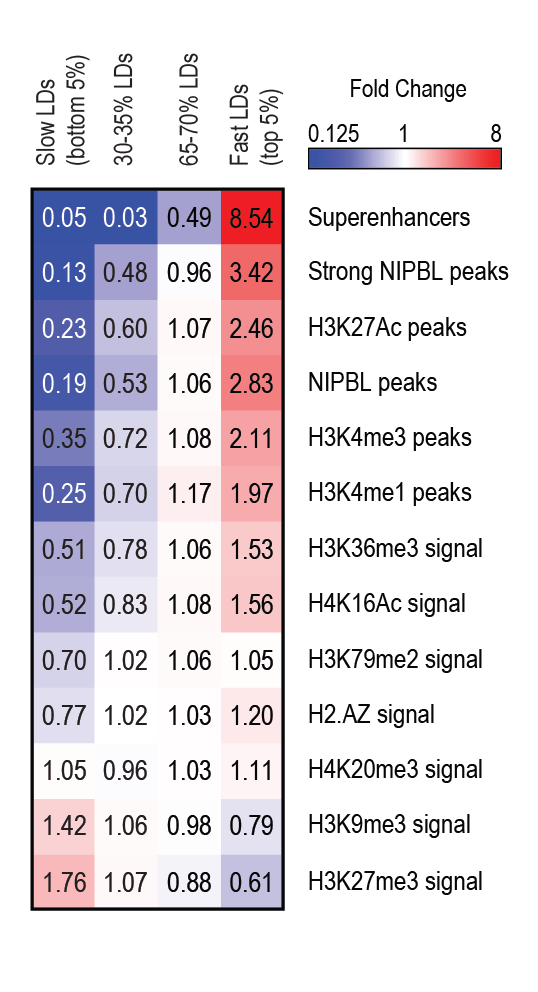 Slow LDs
(bottom 5%)
30-35% LDs
65-70% LDs
Fast LDs
(top 5%)
Fold Change
0.125 1 8
0.05 0.03 0.49 8.54 Superenhancers
0.13 0.48 0.96 3.42 Strong NIPBL peaks
0.23 0.60 1.07 2.46 H3K27Ac peaks
0.19 0.53 1.06 2.83 NIPBL peaks
0.35 0.72 1.08 2.11 H3K4me3 peaks
0.25 0.70 1.17 1.97 H3K4me1 peaks
0.51 0.78 1.06 1.53 H3K36me3 signal
0.52 0.83 1.08 1.56 H4K16Ac signal
0.70 1.02 1.06 1.05 H3K79me2 signal
0.77 1.02 1.03 1.20 H2.AZ signal
1.05 0.96 1.03 1.11 H4K20me3 signal
1.42 1.06 0.98 0.79 H3K9me3 signal
1.76 1.07 0.88 0.61 H3K27me3 signal